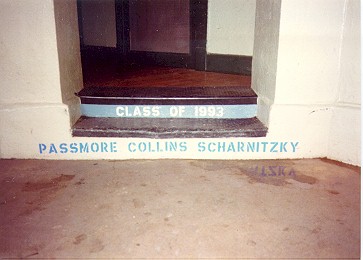 CLASS OF 1993
PASSMORE COLLINS SCHARNITZKY